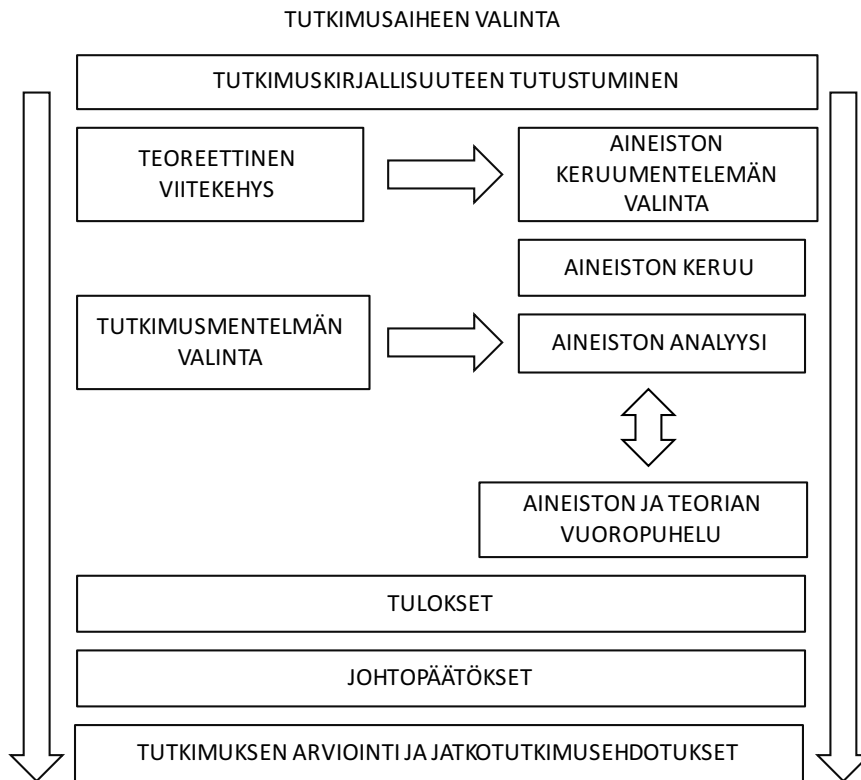 TUTKIMUSAIHEEN VALINTA
TUTKIMUSKIRJALLISUUTEEN TUTUSTUMINEN
TEOREETTINEN
VIITEKEHYS
AINEISTON
KERUUMENTELEMÄN
VALINTA
AINEISTON KERUU
TUTKIMUSMENTELMÄN
VALINTA
AINEISTON ANALYYSI
AINEISTON JA TEORIAN
VUOROPUHELU
TULOKSET
JOHTOPÄÄTÖKSET
TUTKIMUKSEN ARVIOINTI JA JATKOTUTKIMUSEHDOTUKSET